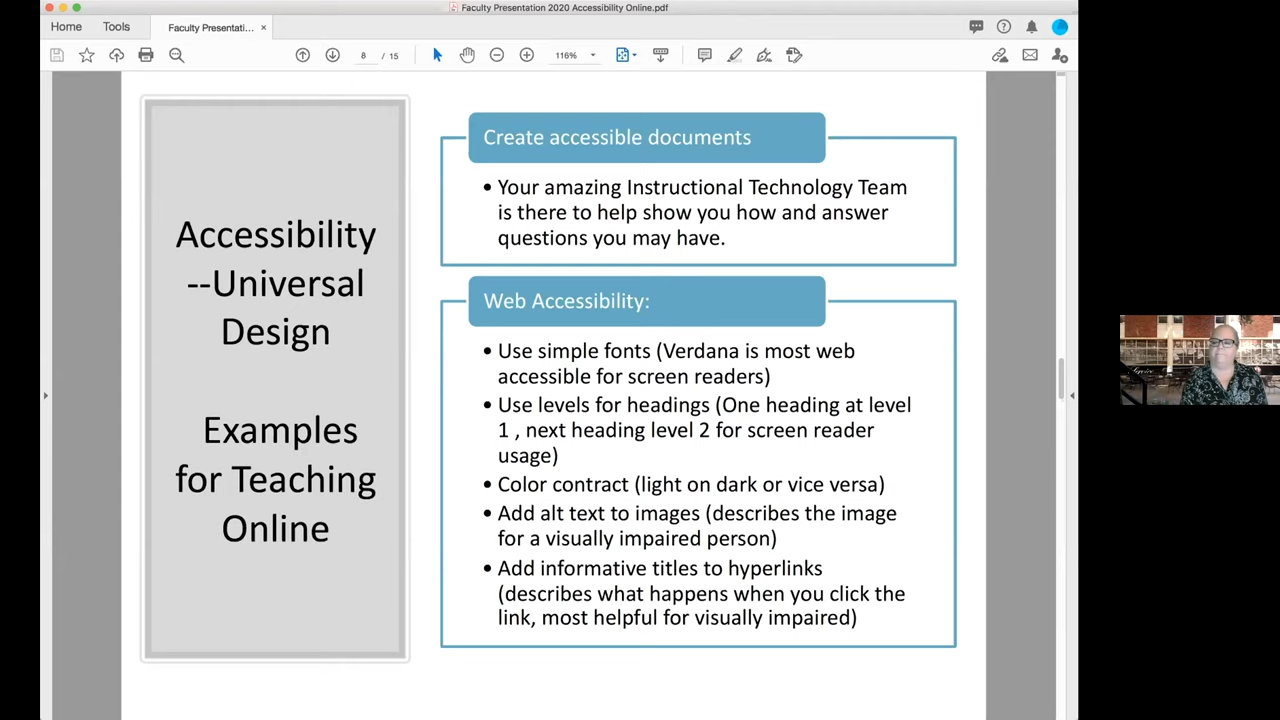 Faculty Presentation 2020 Accessibility Online.pdf
Home Tools Faculty Presentati... ×
8 / 15 116%
Accessibility
--Universal
Design
Examples
for Teaching
Online
Create accessible documents
• Your amazing Instructional Technology Team
is there to help show you how and answer
questions you may have.
Web Accessibility:
• Use simple fonts (Verdana is most web
accessible for screen readers)
• Use levels for headings (One heading at level
1 , next heading level 2 for screen reader
usage)
• Color contract (light on dark or vice versa)
• Add alt text to images (describes the image
for a visually impaired person)
• Add informative titles to hyperlinks
(describes what happens when you click the
link, most helpful for visually impaired)